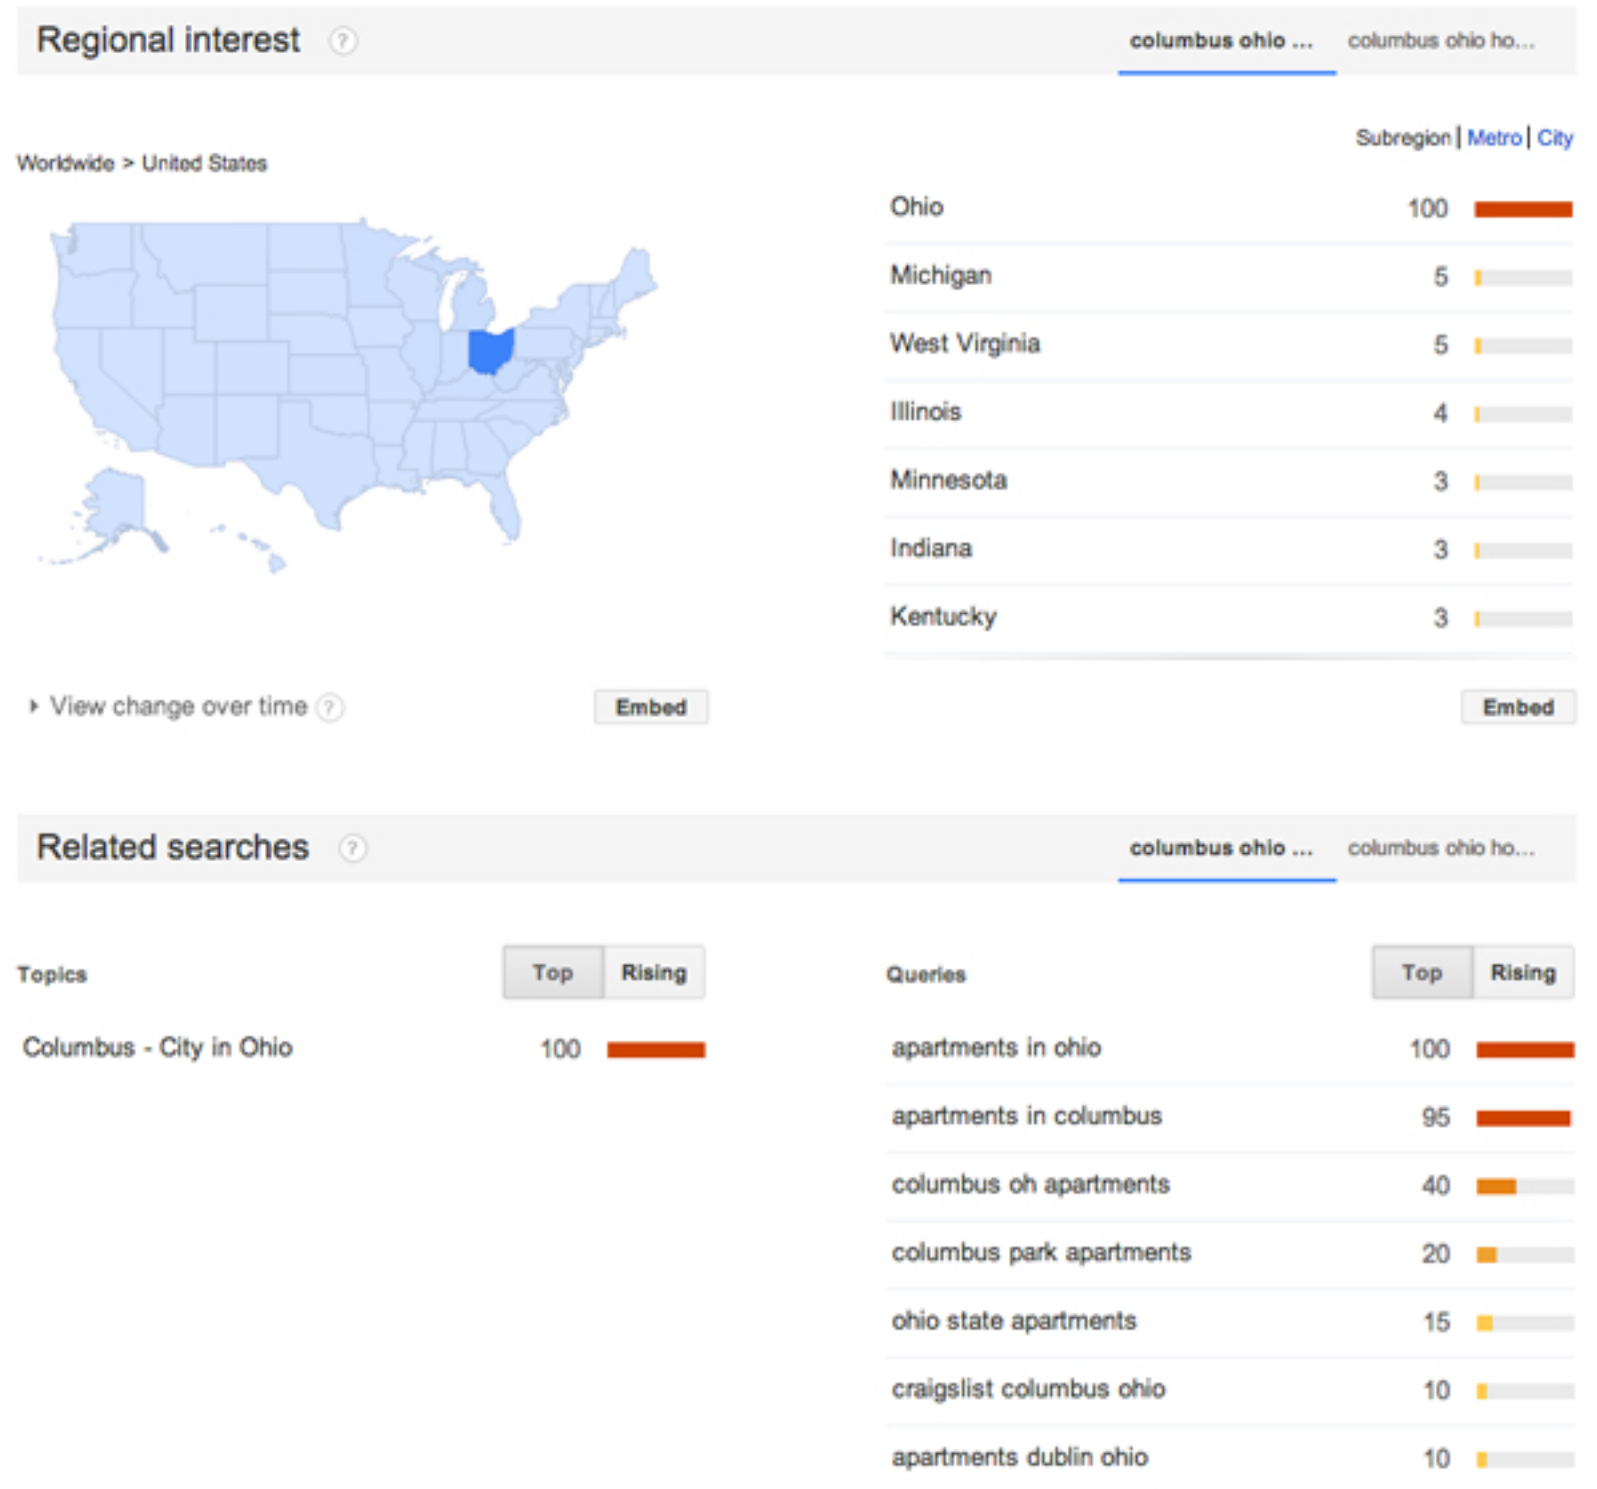 Regional interest ? columbus ohio ... columbus ohio ho...
Subregion | Metro | City
Worldwide > United States
Ohio 100
Michigan 5
West Virginia 5
Illinois 4
Minnesota 3
Indiana 3
Kentucky 3
View change over time ? Embed Embed
Related searches ? columbus ohio ... columbus ohio ho...
Topics Top Rising
Columbus - City in Ohio 100
Queries Top Rising
apartments in ohio 100
apartments in columbus 95
columbus oh apartments 40
columbus park apartments 20
ohio state apartments 15
craigslist columbus ohio 10
apartments dublin ohio 10